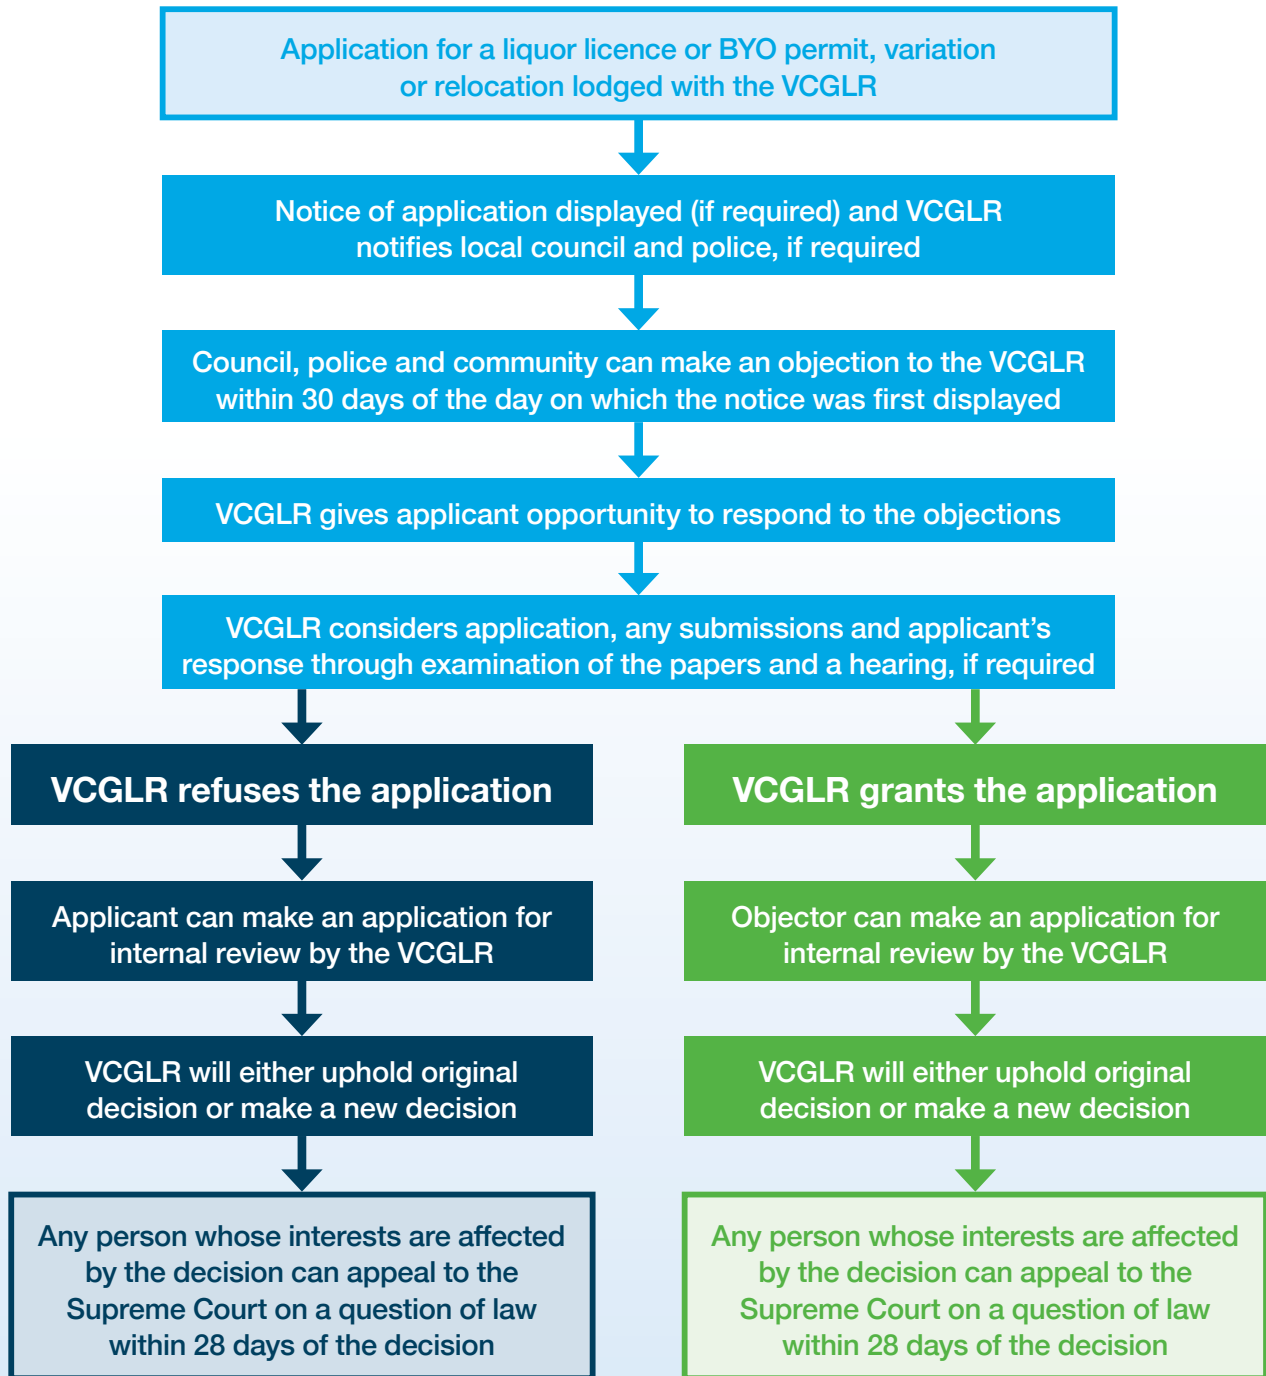 Application for a liquor licence or BYO permit, variation
or relocation lodged with the VCGLR
Notice of application displayed (if required) and VCGLR
notifies local council and police, if required
Council, police and community can make an objection to the VCGLR
within 30 days of the day on which the notice was first displayed
VCGLR gives applicant opportunity to respond to the objections
VCGLR considers application, any submissions and applicant’s
response through examination of the papers and a hearing, if required
VCGLR refuses the application
Applicant can make an application for
internal review by the VCGLR
VCGLR will either uphold original
decision or make a new decision
Any person whose interests are affected
by the decision can appeal to the
Supreme Court on a question of law
within 28 days of the decision
VCGLR grants the application
Objector can make an application for
internal review by the VCGLR
VCGLR will either uphold original
decision or make a new decision
Any person whose interests are affected
by the decision can appeal to the
Supreme Court on a question of law
within 28 days of the decision